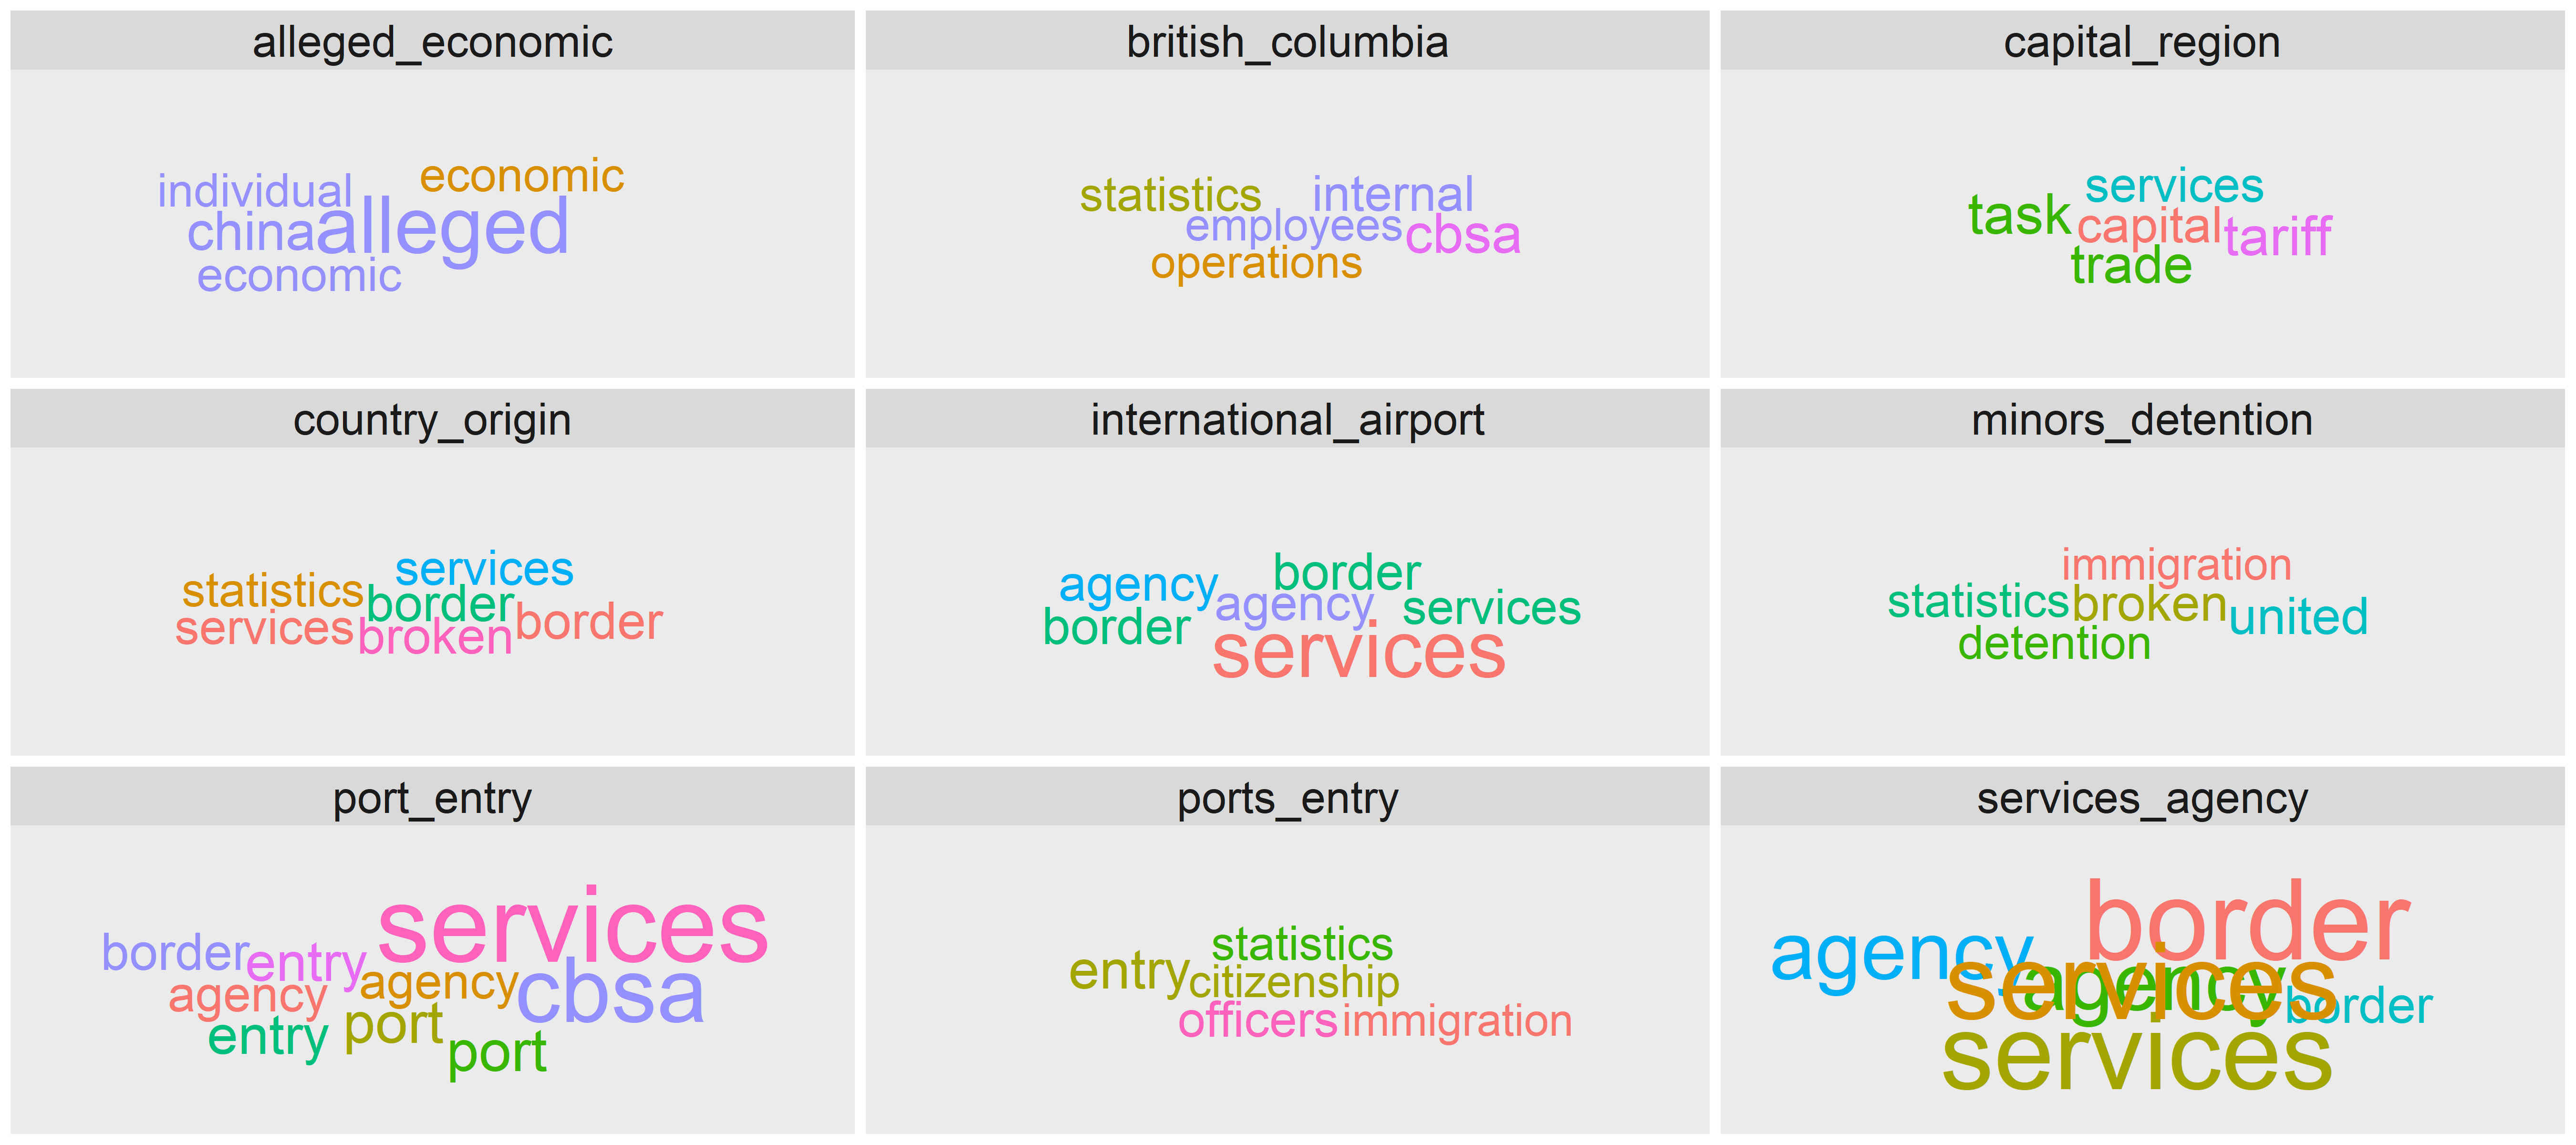 alleged_economic
individual economic
china alleged
economic
british_columbia
statistics internal
employees cbsa
operations
capital_region
services
task capital tariff
trade
country_origin
services
statistics border
services broken border
international_airport
agency border
border agency services
services
minors_detention
immigration
statistics broken united
detention
port_entry
services
border entry
agency agency cbsa
entry port
port
ports_entry
statistics
entry citizenship
officers immigration
services_agency
border
agency
services agency border
services